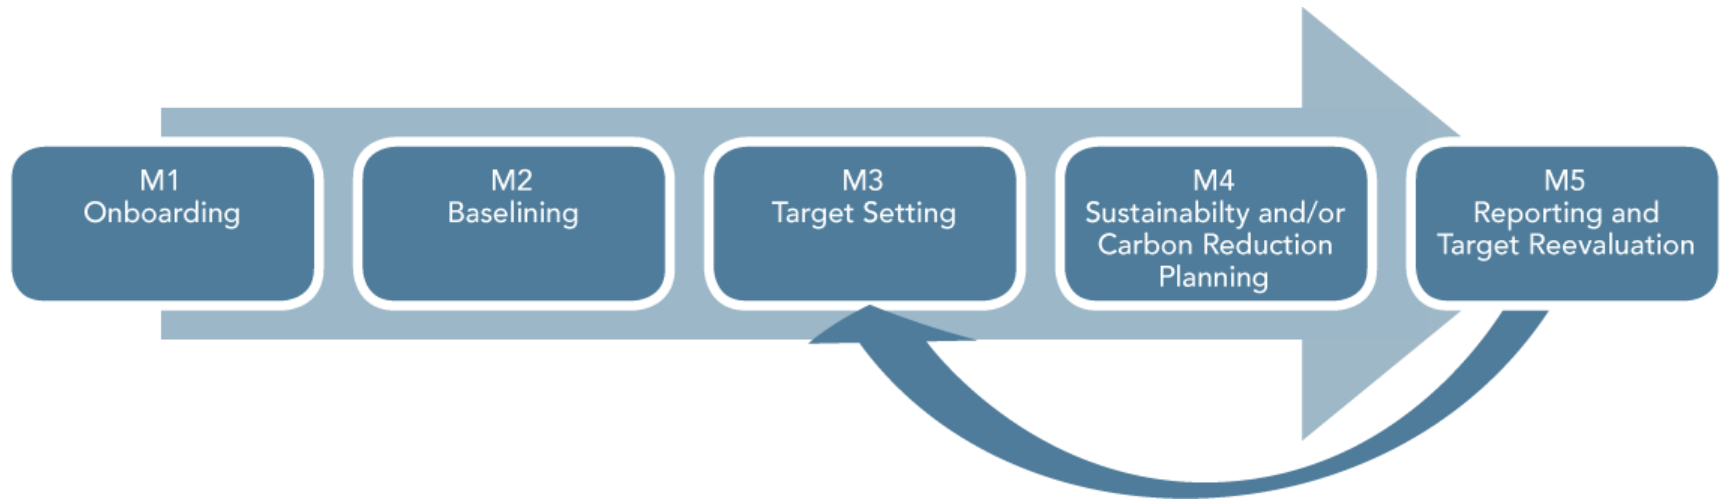 M1
Onboarding
M2
Baselining
M3
Target Setting
M4
Sustainabilty and/or
Carbon Reduction
Planning
M5
Reporting and
Target Reevaluation